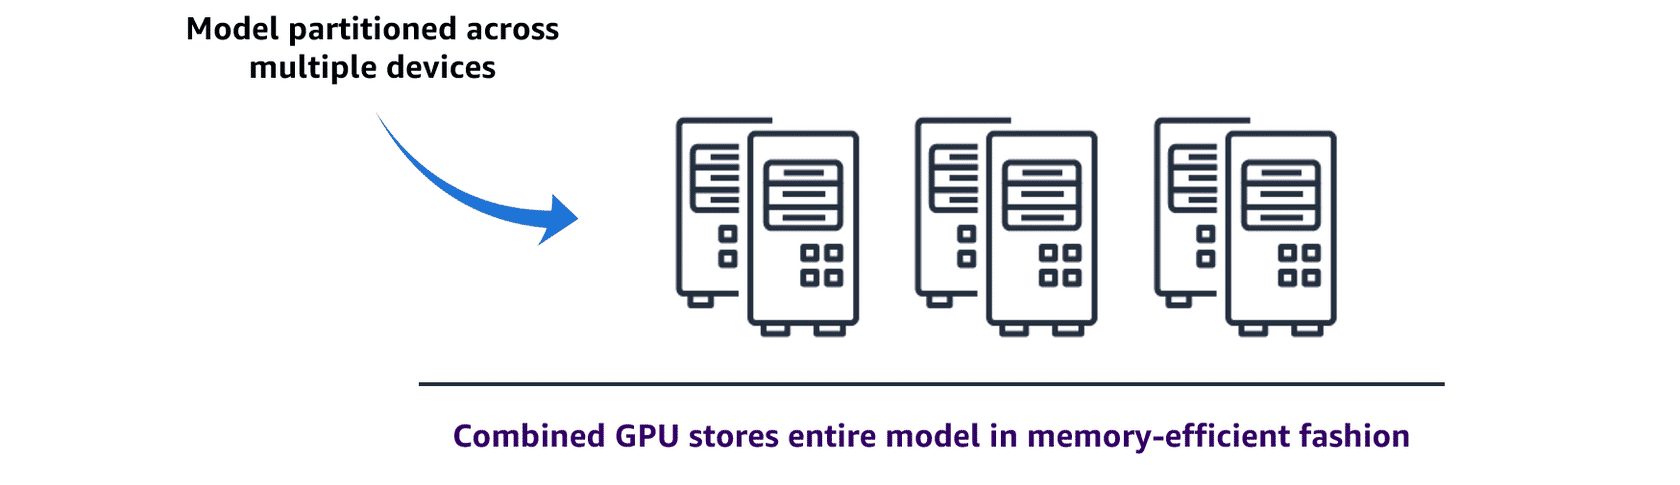 Model partitioned across
multiple devices
Combined GPU stores entire model in memory-efficient fashion